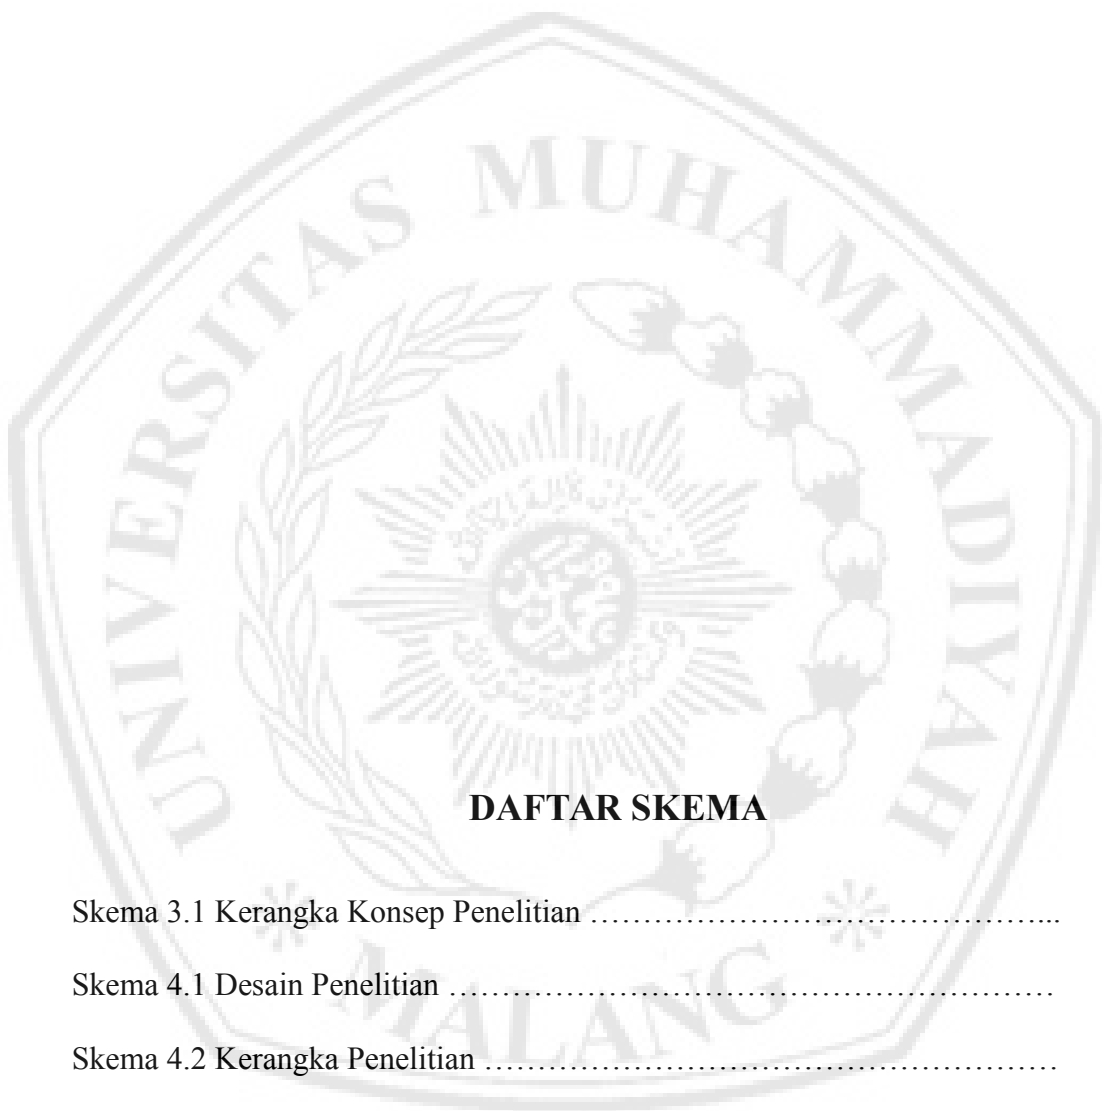 UNIVERSITAS MUHAMMADIYAH
MALANG
DAFTAR SKEMA
Skema 3.1 Kerangka Konsep Penelitian …………………………………...
Skema 4.1 Desain Penelitian …………………………………………………
Skema 4.2 Kerangka Penelitian ………………………………………………